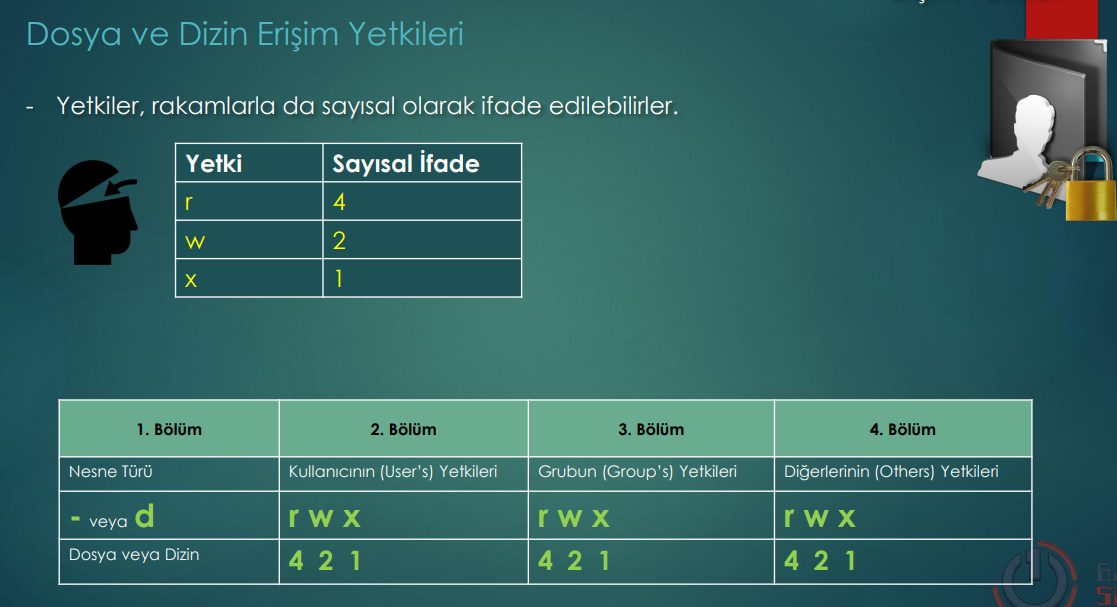 Dosya ve Dizin Erişim Yetkileri
- Yetkiler, rakamlarla da sayısal olarak ifade edilebilirler.
Yetki Sayısal İfade
r 4
w 2
x 1
1. Bölüm 2. Bölüm 3. Bölüm 4. Bölüm
Nesne Türü Kullanıcının (User's) Yetkileri Grubun (Group's) Yetkileri Diğerlerinin (Others) Yetkileri
- veya d r w x r w x r w x
Dosya veya Dizin 4 2 1 4 2 1 4 2 1